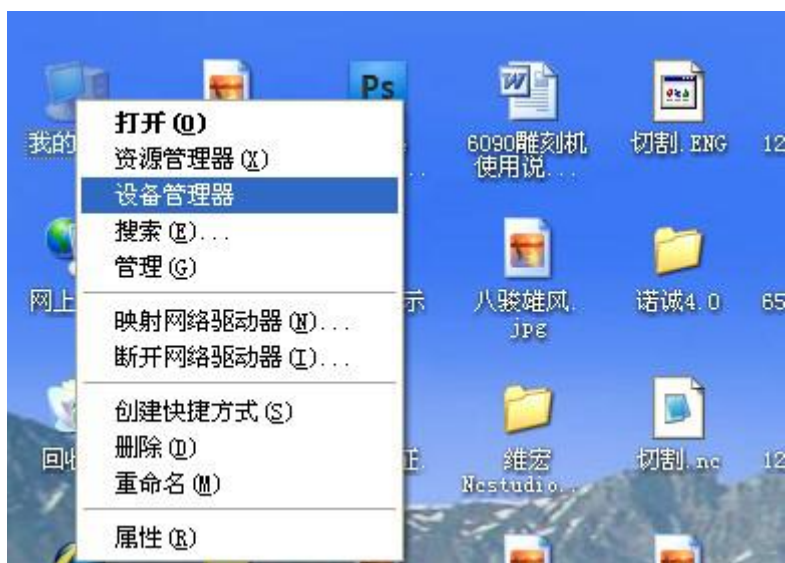 我的
网上
回收
打开(O)
资源管理器(X)
设备管理器
搜索(E)...
管理(G)
映射网络驱动器(N)...
断开网络驱动器(I)...
创建快捷方式(S)
删除(D)
重命名(M)
属性(R)
Ps
示
证.
6090雕刻机
使用说...
切割.ENG
12
八骏雄风.
jpg
诺诚4.0
65
维宏
Ncstudio...
切割.nc
12